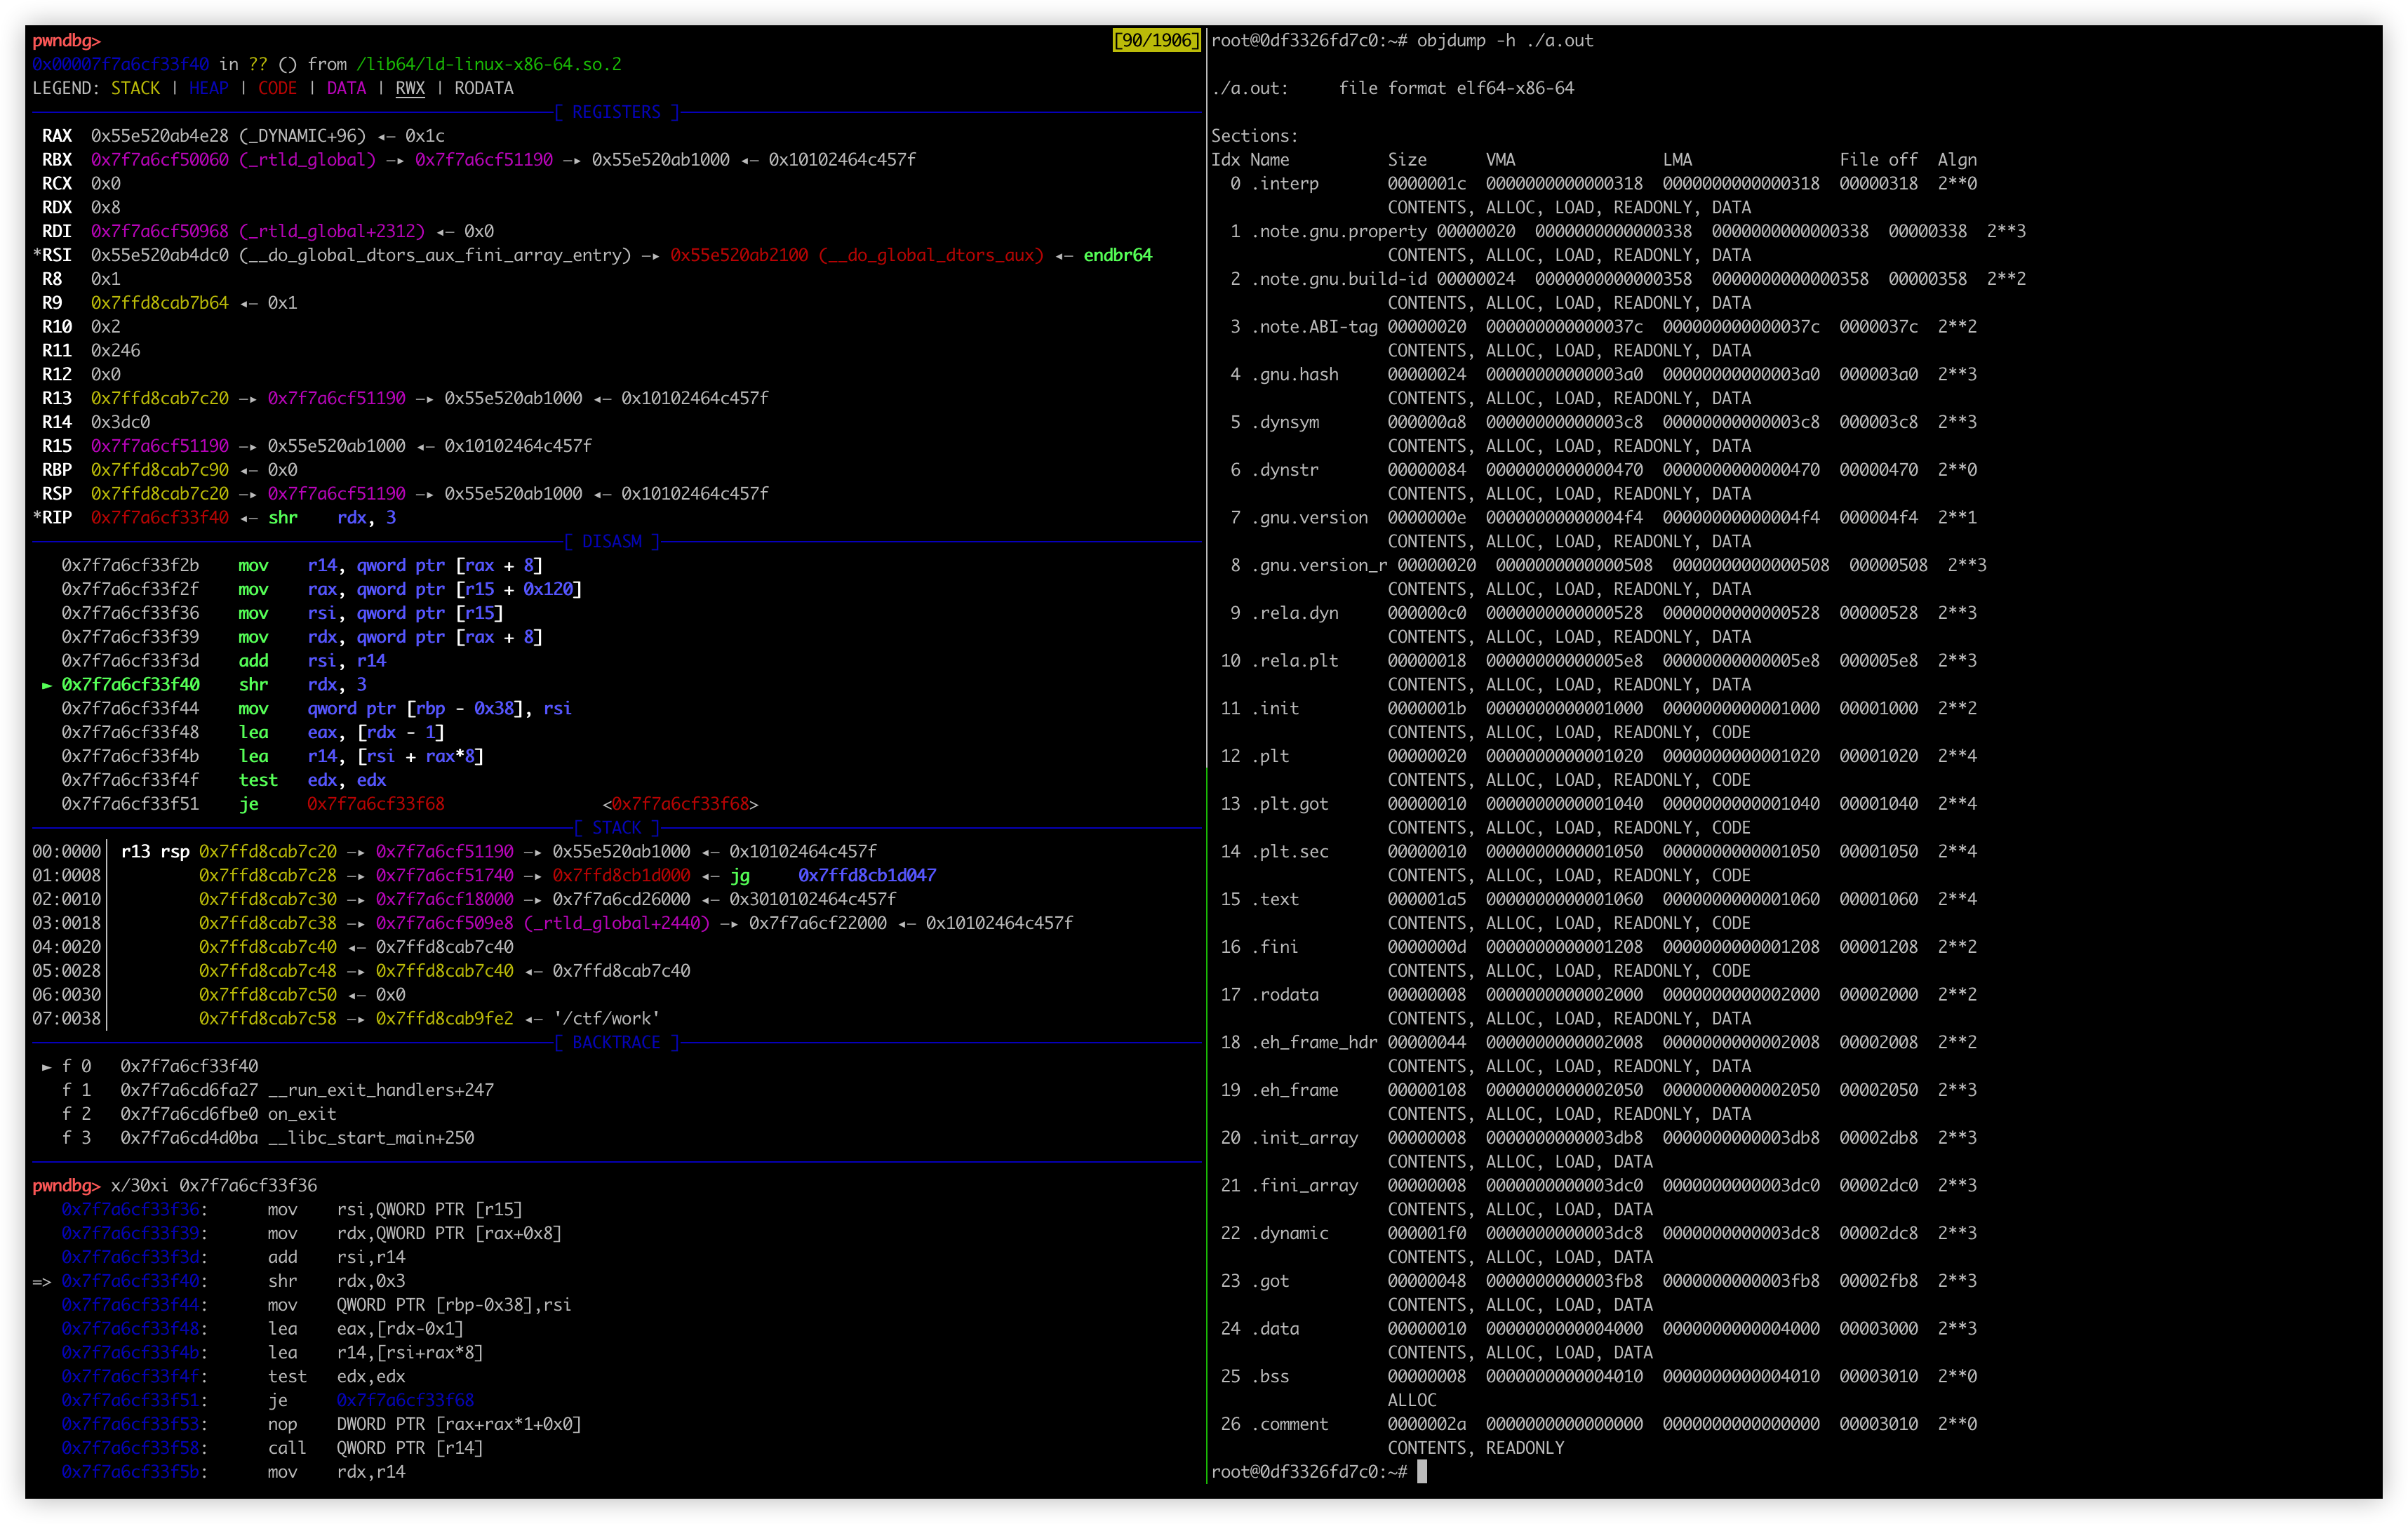 pwndbg> [90/1906]
0x00007f7a6cf33f40 in ?? () from /lib64/ld-linux-x86-64.so.2
LEGEND: STACK | HEAP | CODE | DATA | RWX | RODATA
[ REGISTERS ]
RAX 0x55e520ab4e28 (_DYNAMIC+96) ◂— 0x1c
RBX 0x7f7a6cf50060 (_rtld_global) —▸ 0x7f7a6cf51190 —▸ 0x55e520ab1000 ◂— 0x10102464c457f
RCX 0x0
RDX 0x8
RDI 0x7f7a6cf50968 (_rtld_global+2312) ◂— 0x0
*RSI 0x55e520ab4dc0 (__do_global_dtors_aux_fini_array_entry) —▸ 0x55e520ab2100 (__do_global_dtors_aux) ◂— endbr64
R8 0x1
R9 0x7ffd8cab7b64 ◂— 0x1
R10 0x2
R11 0x246
R12 0x0
R13 0x7ffd8cab7c20 —▸ 0x7f7a6cf51190 —▸ 0x55e520ab1000 ◂— 0x10102464c457f
R14 0x3dc0
R15 0x7f7a6cf51190 —▸ 0x55e520ab1000 ◂— 0x10102464c457f
RBP 0x7ffd8cab7c90 ◂— 0x0
RSP 0x7ffd8cab7c20 —▸ 0x7f7a6cf51190 —▸ 0x55e520ab1000 ◂— 0x10102464c457f
*RIP 0x7f7a6cf33f40 ◂— shr rdx, 3
[ DISASM ]
0x7f7a6cf33f2b mov r14, qword ptr [rax + 8]
0x7f7a6cf33f2f mov rax, qword ptr [r15 + 0x120]
0x7f7a6cf33f36 mov rsi, qword ptr [r15]
0x7f7a6cf33f39 mov rdx, qword ptr [rax + 8]
0x7f7a6cf33f3d add rsi, r14
► 0x7f7a6cf33f40 shr rdx, 3
0x7f7a6cf33f44 mov qword ptr [rbp - 0x38], rsi
0x7f7a6cf33f48 lea eax, [rdx - 1]
0x7f7a6cf33f4b lea r14, [rsi + rax*8]
0x7f7a6cf33f4f test edx, edx
0x7f7a6cf33f51 je 0x7f7a6cf33f68 <0x7f7a6cf33f68>
[ STACK ]
00:0000│ r13 rsp 0x7ffd8cab7c20 —▸ 0x7f7a6cf51190 —▸ 0x55e520ab1000 ◂— 0x10102464c457f
01:0008│ 0x7ffd8cab7c28 —▸ 0x7f7a6cf51740 —▸ 0x7ffd8cb1d000 ◂— jg 0x7ffd8cb1d047
02:0010│ 0x7ffd8cab7c30 —▸ 0x7f7a6cf18000 —▸ 0x7f7a6cd26000 ◂— 0x3010102464c457f
03:0018│ 0x7ffd8cab7c38 —▸ 0x7f7a6cf509e8 (_rtld_global+2440) —▸ 0x7f7a6cf22000 ◂— 0x10102464c457f
04:0020│ 0x7ffd8cab7c40 ◂— 0x7ffd8cab7c40
05:0028│ 0x7ffd8cab7c48 —▸ 0x7ffd8cab7c40 ◂— 0x7ffd8cab7c40
06:0030│ 0x7ffd8cab7c50 ◂— 0x0
07:0038│ 0x7ffd8cab7c58 —▸ 0x7ffd8cab9fe2 ◂— '/ctf/work'
[ BACKTRACE ]
► f 0 0x7f7a6cf33f40
f 1 0x7f7a6cd6fa27 __run_exit_handlers+247
f 2 0x7f7a6cd6fbe0 on_exit
f 3 0x7f7a6cd4d0ba __libc_start_main+250
pwndbg> x/30xi 0x7f7a6cf33f36
0x7f7a6cf33f36: mov rsi,QWORD PTR [r15]
0x7f7a6cf33f39: mov rdx,QWORD PTR [rax+0x8]
0x7f7a6cf33f3d: add rsi,r14
=> 0x7f7a6cf33f40: shr rdx,0x3
0x7f7a6cf33f44: mov QWORD PTR [rbp-0x38],rsi
0x7f7a6cf33f48: lea eax,[rdx-0x1]
0x7f7a6cf33f4b: lea r14,[rsi+rax*8]
0x7f7a6cf33f4f: test edx,edx
0x7f7a6cf33f51: je 0x7f7a6cf33f68
0x7f7a6cf33f53: nop DWORD PTR [rax+rax*1+0x0]
0x7f7a6cf33f58: call QWORD PTR [r14]
0x7f7a6cf33f5b: mov rdx,r14
root@0df3326fd7c0:~# objdump -h ./a.out
./a.out: file format elf64-x86-64
Sections:
Idx Name Size VMA LMA File off Algn
0 .interp 0000001c 0000000000000318 0000000000000318 00000318 2**0
CONTENTS, ALLOC, LOAD, READONLY, DATA
1 .note.gnu.property 00000020 0000000000000338 0000000000000338 00000338 2**3
CONTENTS, ALLOC, LOAD, READONLY, DATA
2 .note.gnu.build-id 00000024 0000000000000358 0000000000000358 00000358 2**2
CONTENTS, ALLOC, LOAD, READONLY, DATA
3 .note.ABI-tag 00000020 000000000000037c 000000000000037c 0000037c 2**2
CONTENTS, ALLOC, LOAD, READONLY, DATA
4 .gnu.hash 00000024 00000000000003a0 00000000000003a0 000003a0 2**3
CONTENTS, ALLOC, LOAD, READONLY, DATA
5 .dynsym 000000a8 00000000000003c8 00000000000003c8 000003c8 2**3
CONTENTS, ALLOC, LOAD, READONLY, DATA
6 .dynstr 00000084 0000000000000470 0000000000000470 00000470 2**0
CONTENTS, ALLOC, LOAD, READONLY, DATA
7 .gnu.version 0000000e 00000000000004f4 00000000000004f4 000004f4 2**1
CONTENTS, ALLOC, LOAD, READONLY, DATA
8 .gnu.version_r 00000020 0000000000000508 0000000000000508 00000508 2**3
CONTENTS, ALLOC, LOAD, READONLY, DATA
9 .rela.dyn 000000c0 0000000000000528 0000000000000528 00000528 2**3
CONTENTS, ALLOC, LOAD, READONLY, DATA
10 .rela.plt 00000018 00000000000005e8 00000000000005e8 000005e8 2**3
CONTENTS, ALLOC, LOAD, READONLY, DATA
11 .init 0000001b 0000000000001000 0000000000001000 00001000 2**2
CONTENTS, ALLOC, LOAD, READONLY, CODE
12 .plt 00000020 0000000000001020 0000000000001020 00001020 2**4
CONTENTS, ALLOC, LOAD, READONLY, CODE
13 .plt.got 00000010 0000000000001040 0000000000001040 00001040 2**4
CONTENTS, ALLOC, LOAD, READONLY, CODE
14 .plt.sec 00000010 0000000000001050 0000000000001050 00001050 2**4
CONTENTS, ALLOC, LOAD, READONLY, CODE
15 .text 000001a5 0000000000001060 0000000000001060 00001060 2**4
CONTENTS, ALLOC, LOAD, READONLY, CODE
16 .fini 0000000d 0000000000001208 0000000000001208 00001208 2**2
CONTENTS, ALLOC, LOAD, READONLY, CODE
17 .rodata 00000008 0000000000002000 0000000000002000 00002000 2**2
CONTENTS, ALLOC, LOAD, READONLY, DATA
18 .eh_frame_hdr 00000044 0000000000002008 0000000000002008 00002008 2**2
CONTENTS, ALLOC, LOAD, READONLY, DATA
19 .eh_frame 00000108 0000000000002050 0000000000002050 00002050 2**3
CONTENTS, ALLOC, LOAD, READONLY, DATA
20 .init_array 00000008 0000000000003db8 0000000000003db8 00002db8 2**3
CONTENTS, ALLOC, LOAD, DATA
21 .fini_array 00000008 0000000000003dc0 0000000000003dc0 00002dc0 2**3
CONTENTS, ALLOC, LOAD, DATA
22 .dynamic 000001f0 0000000000003dc8 0000000000003dc8 00002dc8 2**3
CONTENTS, ALLOC, LOAD, DATA
23 .got 00000048 0000000000003fb8 0000000000003fb8 00002fb8 2**3
CONTENTS, ALLOC, LOAD, DATA
24 .data 00000010 0000000000004000 0000000000004000 00003000 2**3
CONTENTS, ALLOC, LOAD, DATA
25 .bss 00000008 0000000000004010 0000000000004010 00003010 2**0
ALLOC
26 .comment 0000002a 0000000000000000 0000000000000000 00003010 2**0
CONTENTS, READONLY
root@0df3326fd7c0:~#